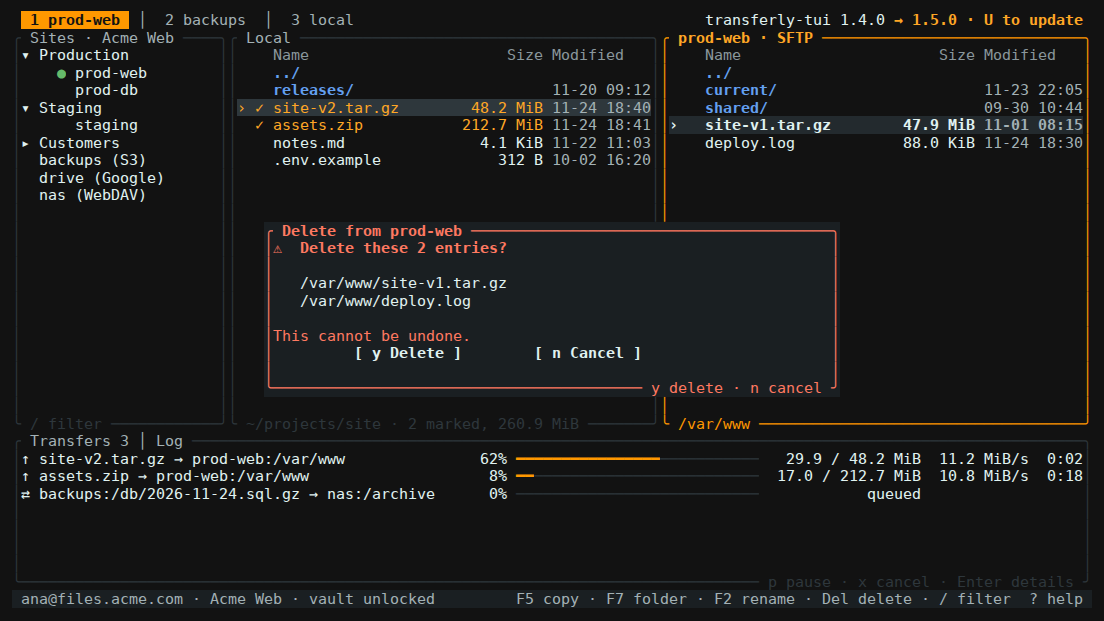 1 prod-web │ 2 backups │ 3 local transferly-tui 1.4.0 → 1.5.0 · U to update
Sites · Acme Web
▾ Production
● prod-web
prod-db
▾ Staging
staging
▸ Customers
backups (S3)
drive (Google)
nas (WebDAV)
/ filter
Local
Name Size Modified
../
releases/ 11-20 09:12
› ✓ site-v2.tar.gz 48.2 MiB 11-24 18:40
✓ assets.zip 212.7 MiB 11-24 18:41
notes.md 4.1 KiB 11-22 11:03
.env.example 312 B 10-02 16:20
~/projects/site · 2 marked, 260.9 MiB
prod-web · SFTP
Name Size Modified
../
current/ 11-23 22:05
shared/ 09-30 10:44
› site-v1.tar.gz 47.9 MiB 11-01 08:15
deploy.log 88.0 KiB 11-24 18:30
/var/www
Delete from prod-web
⚠ Delete these 2 entries?
/var/www/site-v1.tar.gz
/var/www/deploy.log
This cannot be undone.
[ y Delete ] [ n Cancel ]
y delete · n cancel
Transfers 3 │ Log
↑ site-v2.tar.gz → prod-web:/var/www 62% 29.9 / 48.2 MiB 11.2 MiB/s 0:02
↑ assets.zip → prod-web:/var/www 8% 17.0 / 212.7 MiB 10.8 MiB/s 0:18
⇄ backups:/db/2026-11-24.sql.gz → nas:/archive 0% queued
p pause · x cancel · Enter details
ana@files.acme.com · Acme Web · vault unlocked F5 copy · F7 folder · F2 rename · Del delete · / filter ? help